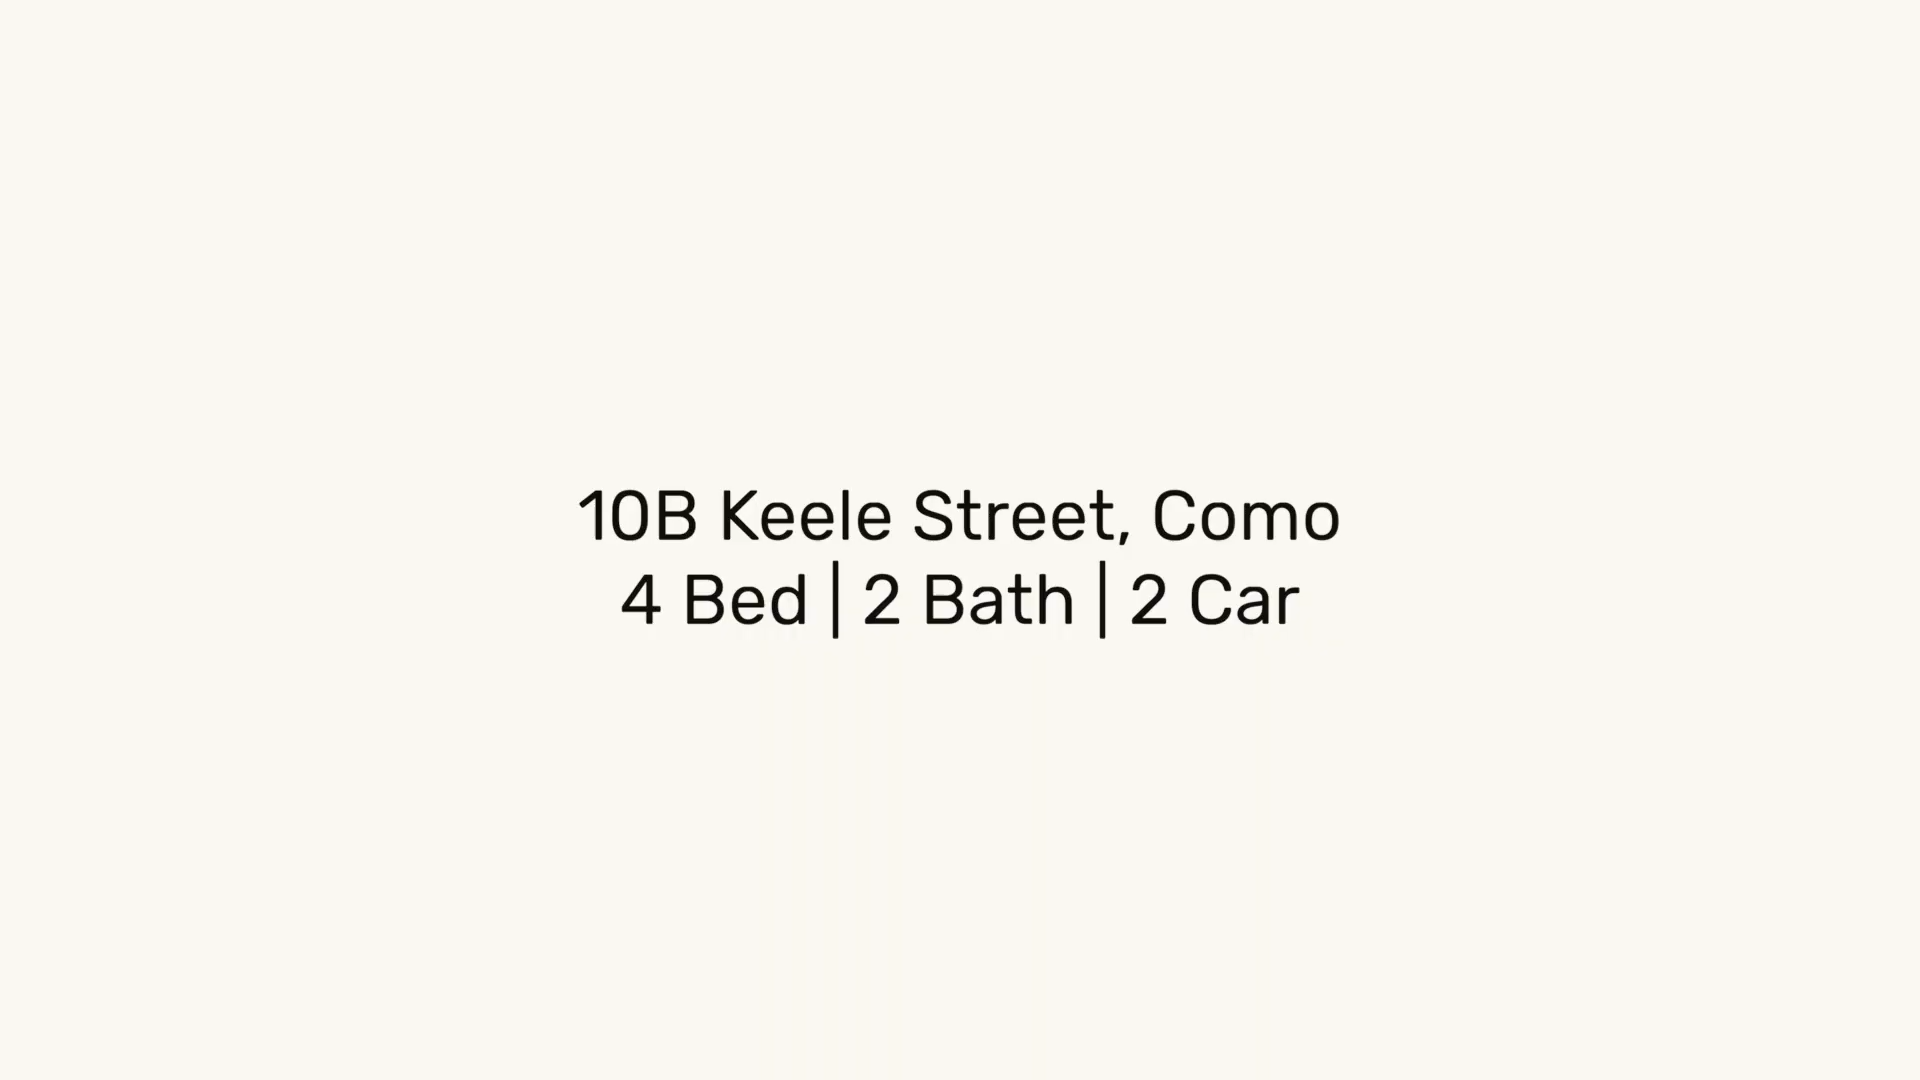 10B Keele Street, Como
4 Bed | 2 Bath | 2 Car